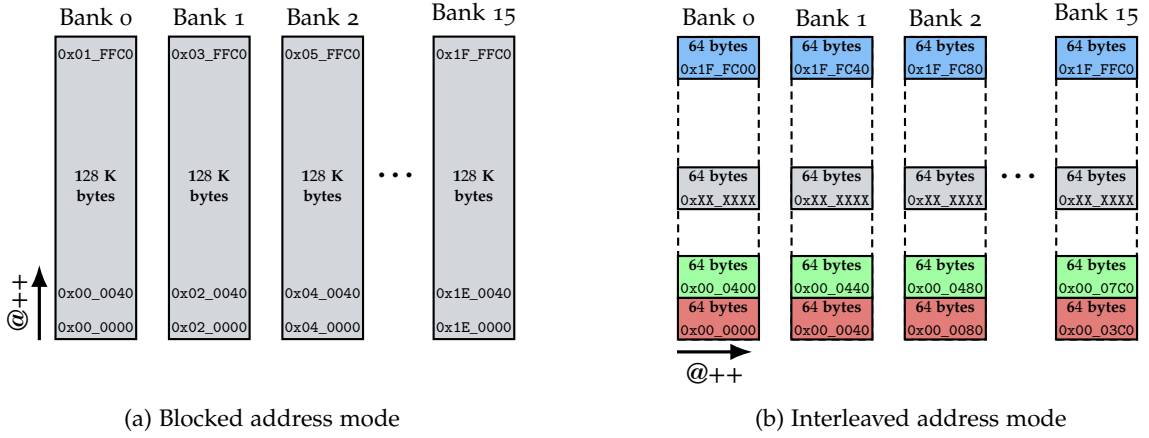 Bank 0 Bank 1 Bank 2 Bank 15
0x01_FFC0 0x03_FFC0 0x05_FFC0 0x1F_FFC0
128 K 128 K 128 K ... 128 K
bytes bytes bytes bytes
0x00_0040 0x02_0040 0x04_0040 0x1E_0040
0x00_0000 0x02_0000 0x04_0000 0x1E_0000
@++
(a) Blocked address mode
Bank 0 Bank 1 Bank 2 Bank 15
64 bytes 64 bytes 64 bytes 64 bytes
0x1F_FC00 0x1F_FC40 0x1F_FC80 0x1F_FFC0
64 bytes 64 bytes 64 bytes ... 64 bytes
0xXX_XXXX 0xXX_XXXX 0xXX_XXXX 0xXX_XXXX
64 bytes 64 bytes 64 bytes 64 bytes
0x00_0400 0x00_0440 0x00_0480 0x00_07C0
64 bytes 64 bytes 64 bytes 64 bytes
0x00_0000 0x00_0040 0x00_0080 0x00_03C0
@++
(b) Interleaved address mode